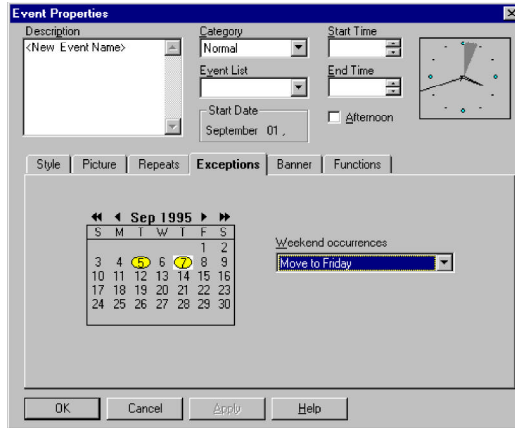 Event Properties
Description
Category
Start Time
<New Event Name>
Normal
Event List
End Time
Start Date
September 01 ,
Afternoon
Style Picture Repeats Exceptions Banner Functions
Sep 1995
S M T W T F S
1 2
3 4 5 6 7 8 9
10 11 12 13 14 15 16
17 18 19 20 21 22 23
24 25 26 27 28 29 30
Weekend occurrences
Move to Friday
OK Cancel Apply Help